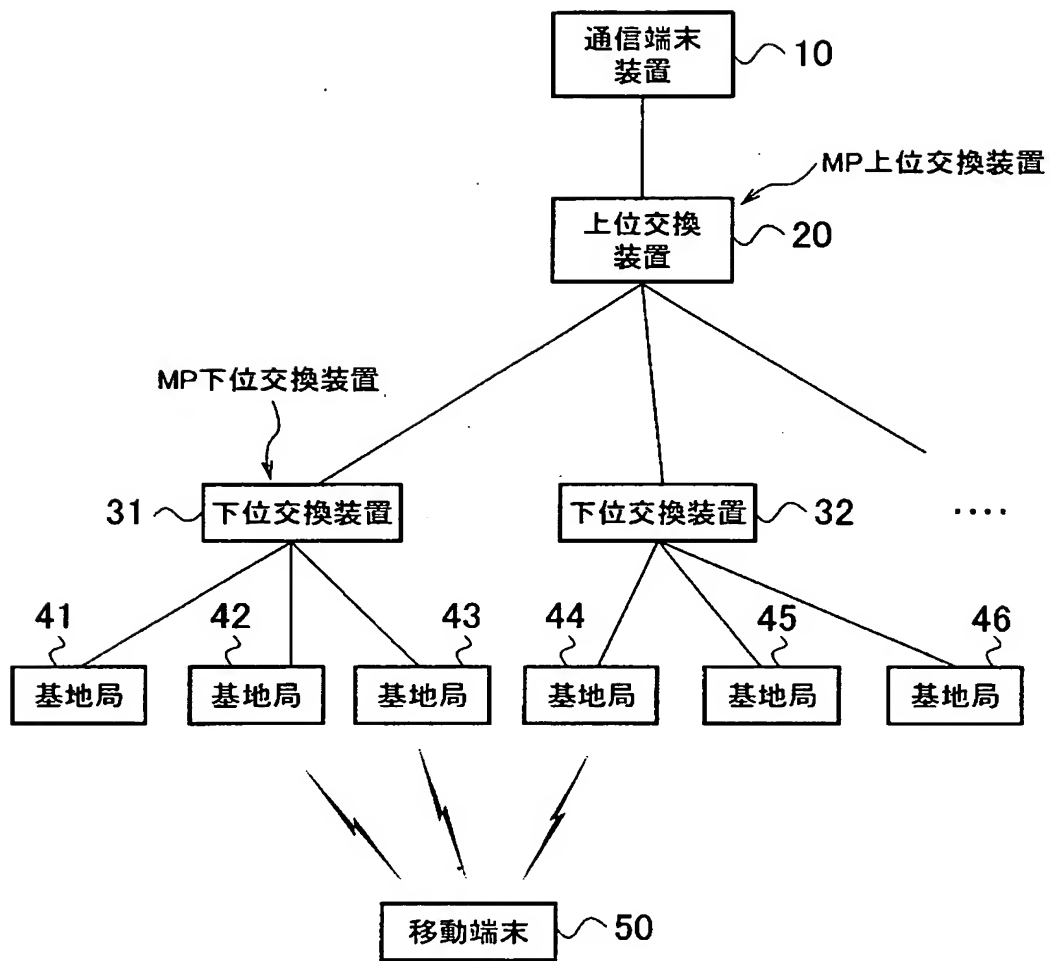 通信端末
装置
10
MP上位交換装置
上位交換
装置
20
MP下位交換装置
31
下位交換装置
下位交換装置
32
····
41
42
43
44
45
46
基地局
基地局
基地局
基地局
基地局
基地局
移動端末
50